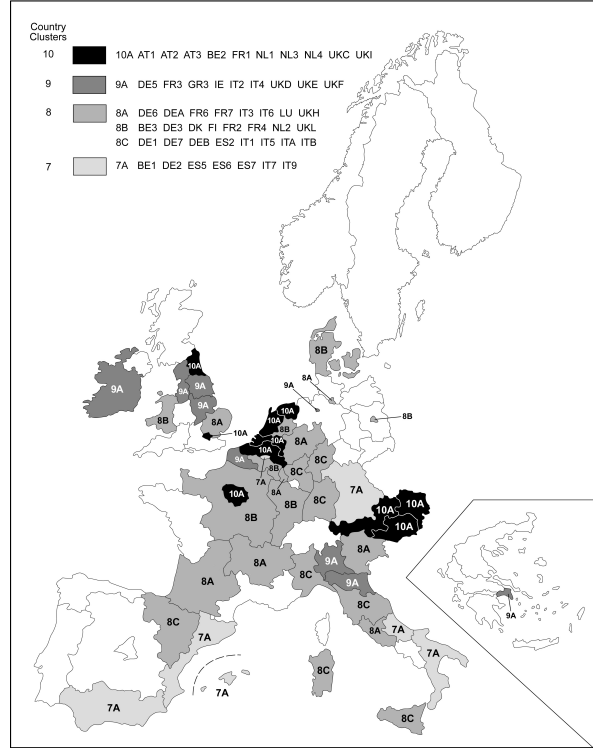 Country
Clusters
10 10A AT1 AT2 AT3 BE2 FR1 NL1 NL3 NL4 UKC UKI
9 9A DE5 FR3 GR3 IE IT2 IT4 UKD UKE UKF
8 8A DE6 DEA FR6 FR7 IT3 IT6 LU UKH
8B BE3 DE3 DK FI FR2 FR4 NL2 UKL
8C DE1 DE7 DEB ES2 IT1 IT5 ITA ITB
7 7A BE1 DE2 ES5 ES6 ES7 IT7 IT9
8B
10A
9A
9A
9A
9A
8A
9A
8B
10A
10A
8B
8A
10A
10A
8B
8A
10A
10A
9A
8B
8C
7A
8A
8C
7A
10A
8B
8B
8C
10A
10A
10A
8A
8A
8A
8C
9A
9A
8C
8C
7A
8A
7A
7A
7A
7A
8C
8C
9A